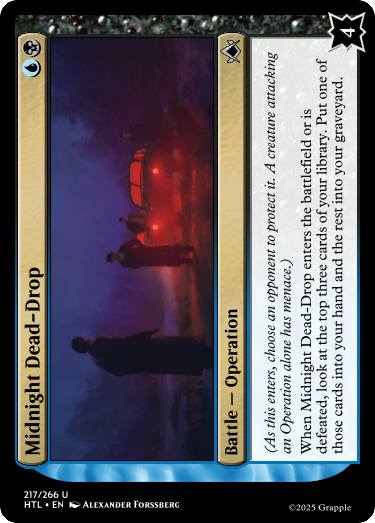 Midnight Dead-Drop
Battle — Operation
4
(As this enters, choose an opponent to protect it. A creature attacking
an Operation alone has menace.)
When Midnight Dead-Drop enters the battlefield or is
defeated, look at the top three cards of your library. Put one of
those cards into your hand and the rest into your graveyard.
217/266 U
HTL • EN Alexander Forssberg
©2025 Grapple